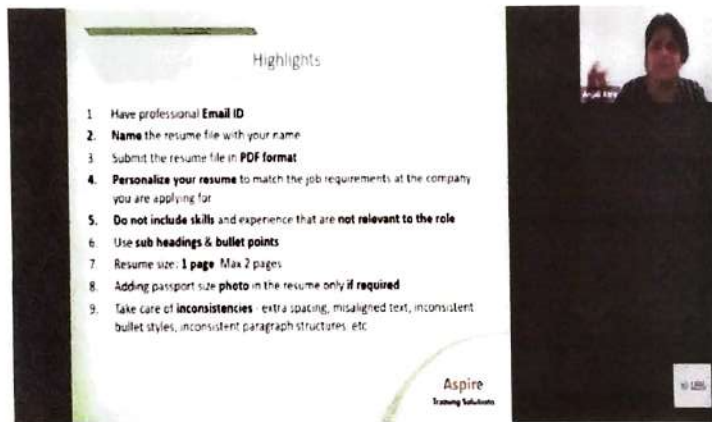 Highlights
1 Have professional Email ID
2. Name the resume file with your name
3 Submit the resume file in PDF format
4. Personalize your resume to match the job requirements at the company
you are applying for
5. Do not include skills and experience that are not relevant to the role
6 Use sub headings & bullet points
7 Resume size: 1 page Max 2 pages
8 Adding passport size photo in the resume only if required
9. Take care of inconsistencies - extra spacing, misaligned text, inconsistent
bullet styles, inconsistent paragraph structures etc
Aspire
Training Solutions